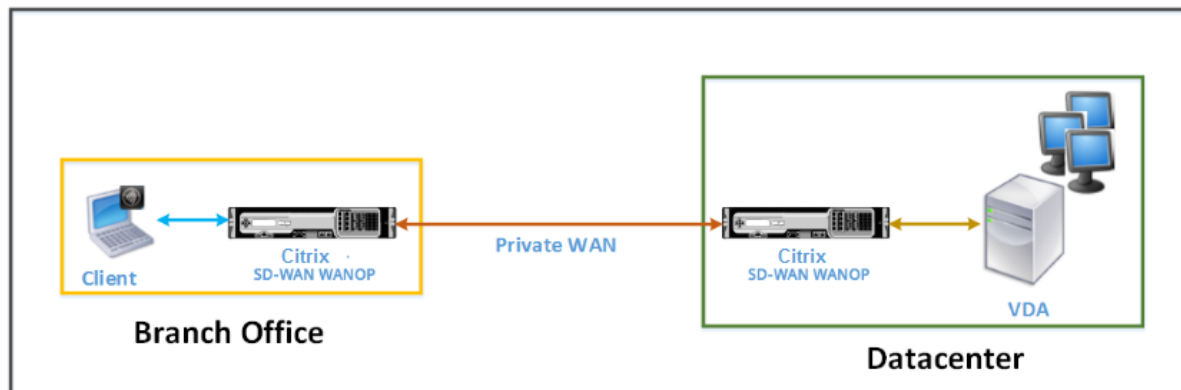 Client
Citrix
SD-WAN WANOP
Branch Office
Private WAN
Citrix
SD-WAN WANOP
VDA
Datacenter